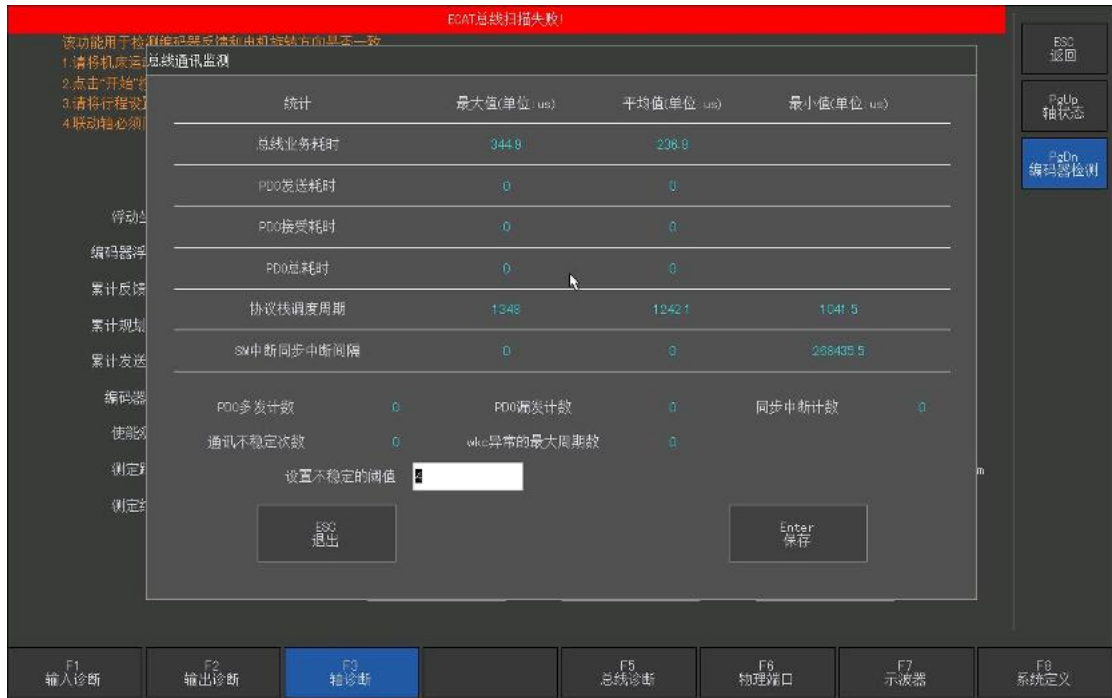 ECAT总线扫描失败!
该功能用于检测编码器反馈和电机旋转方向是否一致
1.请将机床运
2.点击“开始”
3.请将行程设
4.联动轴必须
总线通讯监测
统计 最大值(单位:us) 平均值(单位:us) 最小值(单位:us)
总线业务耗时 344.9 236.9
PDO发送耗时 0 0
PDO接受耗时 0 0
PDO总耗时 0 0
协议栈调度周期 1348 1242.1 1041.5
SM中断同步中断间隔 0 0 268435.5
PDO多发计数 0 PDO漏发计数 0 同步中断计数 0
通讯不稳定次数 0 wkc异常的最大周期数 0
设置不稳定的阈值 4
ESC
退出
Enter
保存
浮动
编码器浮
累计反馈
累计规划
累计发送
编码器
使能
测定
测定
m
ESC
返回
PgUp
轴状态
PgDn
编码器检测
F1
输入诊断
F2
输出诊断
F3
轴诊断
F5
总线诊断
F6
物理端口
F7
示波器
F8
系统定义